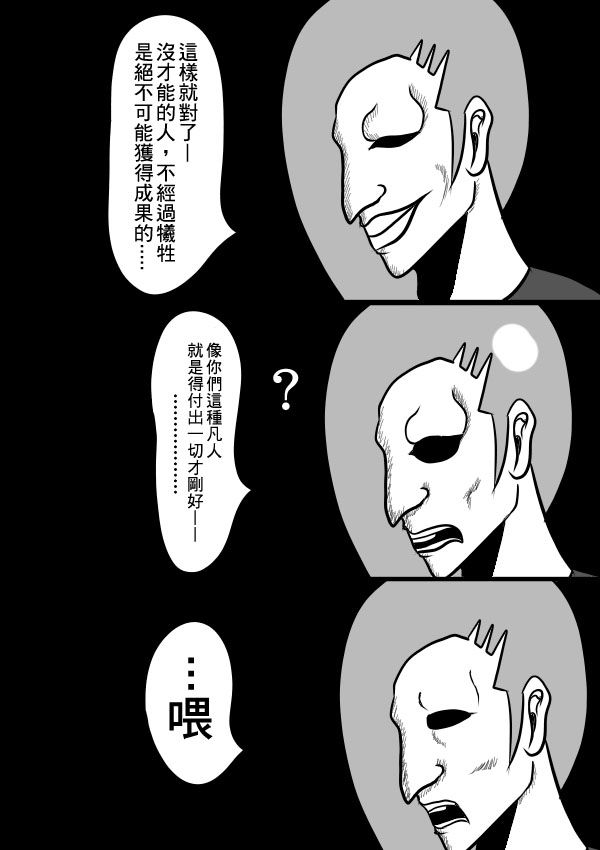 這樣就對了—
沒才能的人，不經過犧牲
是絕不可能獲得成果的……
?
像你們這種凡人
就是得付出一切才剛好——
…………………
…喂